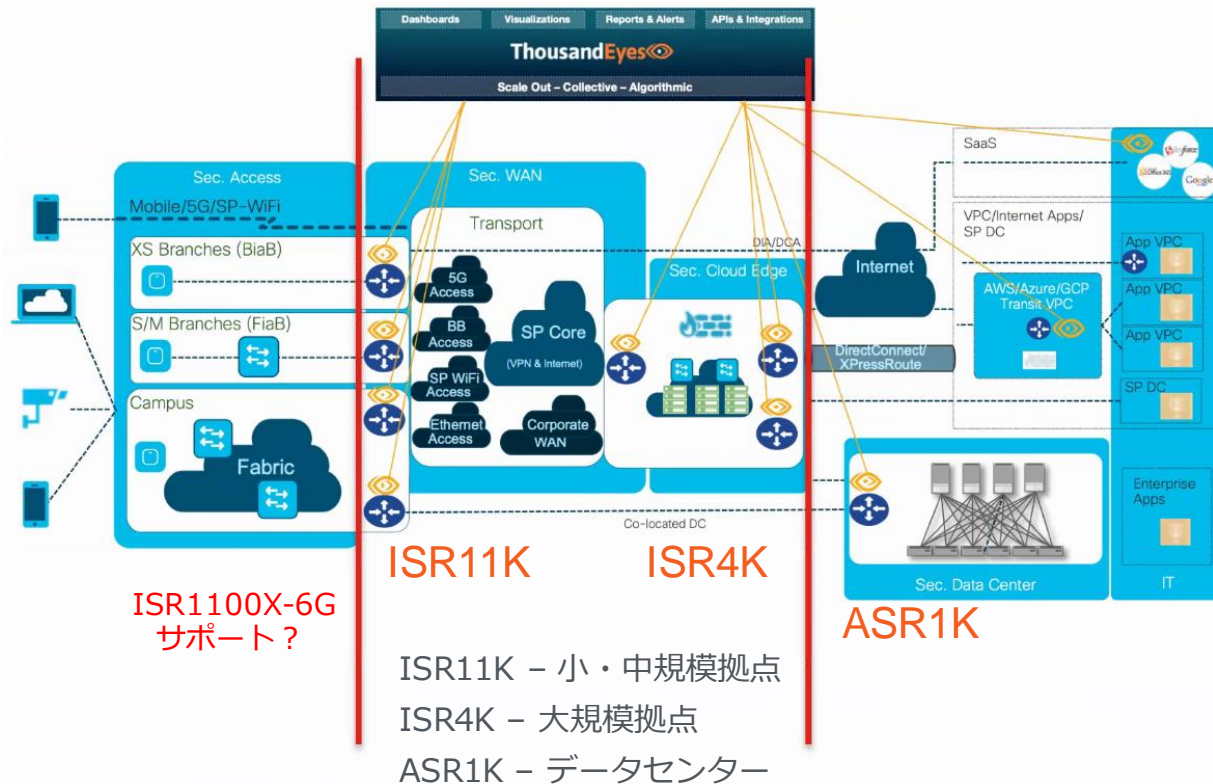 Dashboards
Visualizations
Reports & Alerts
APIs & Integrations
ThousandEyes
Scale Out – Collective – Algorithmic
Sec. Access
Mobile/5G/SP-WiFi
XS Branches (BiaB)
S/M Branches (FiaB)
Campus
Fabric
Sec. WAN
Transport
5G
Access
BB
Access
SP WiFi
Access
Ethernet
Access
SP Core
(VPN & Internet)
Corporate
WAN
DIA/DCA
Sec. Cloud Edge
Internet
DirectConnect/
XPressRoute
Co-located DC
SaaS
Office 365
Google
VPC/Internet Apps/
SP DC
AWS/Azure/GCP
Transit VPC
App VPC
App VPC
App VPC
SP DC
Enterprise
Apps
IT
Sec. Data Center
ISR11K
ISR4K
ASR1K
ISR1100X-6G
サポート？
ISR11K – 小・中規模拠点
ISR4K – 大規模拠点
ASR1K – データセンター